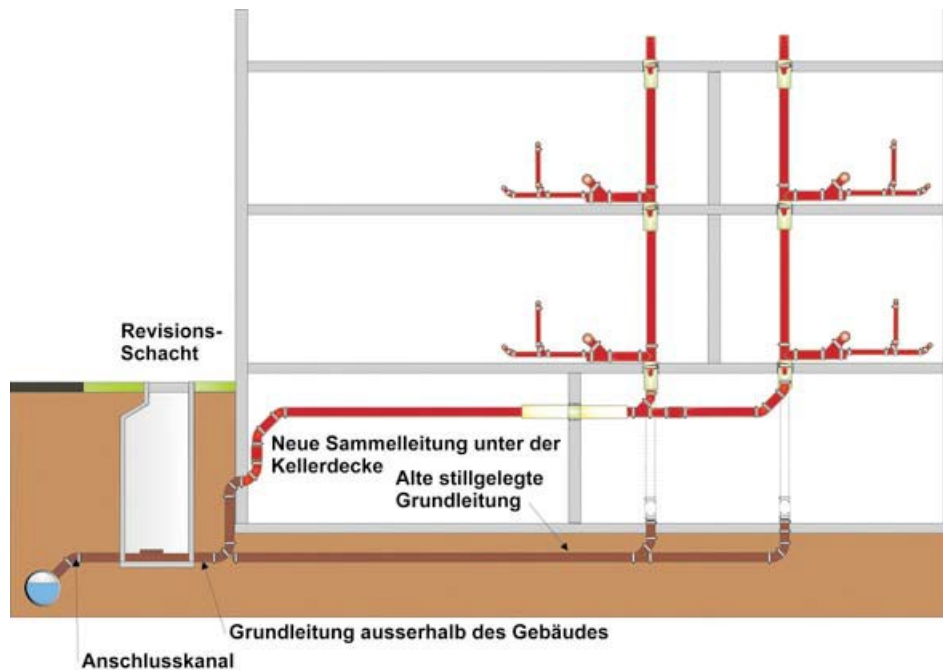 Revisions-
Schacht
Neue Sammelleitung unter der
Kellerdecke
Alte stillgelegte
Grundleitung
Grundleitung ausserhalb des Gebäudes
Anschlusskanal